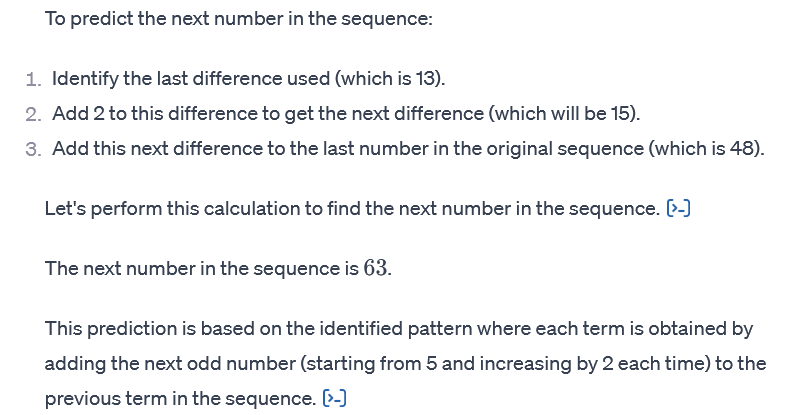 To predict the next number in the sequence:
1. Identify the last difference used (which is 13).
2. Add 2 to this difference to get the next difference (which will be 15).
3. Add this next difference to the last number in the original sequence (which is 48).
Let's perform this calculation to find the next number in the sequence. [>-]
The next number in the sequence is 63.
This prediction is based on the identified pattern where each term is obtained by
adding the next odd number (starting from 5 and increasing by 2 each time) to the
previous term in the sequence. [>-]